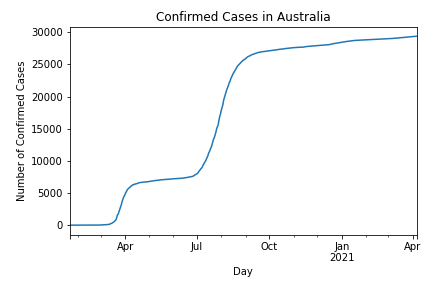 Confirmed Cases in Australia
Number of Confirmed Cases
30000
25000
20000
15000
10000
5000
0
Apr
Jul
Oct
Jan
2021
Apr
Day